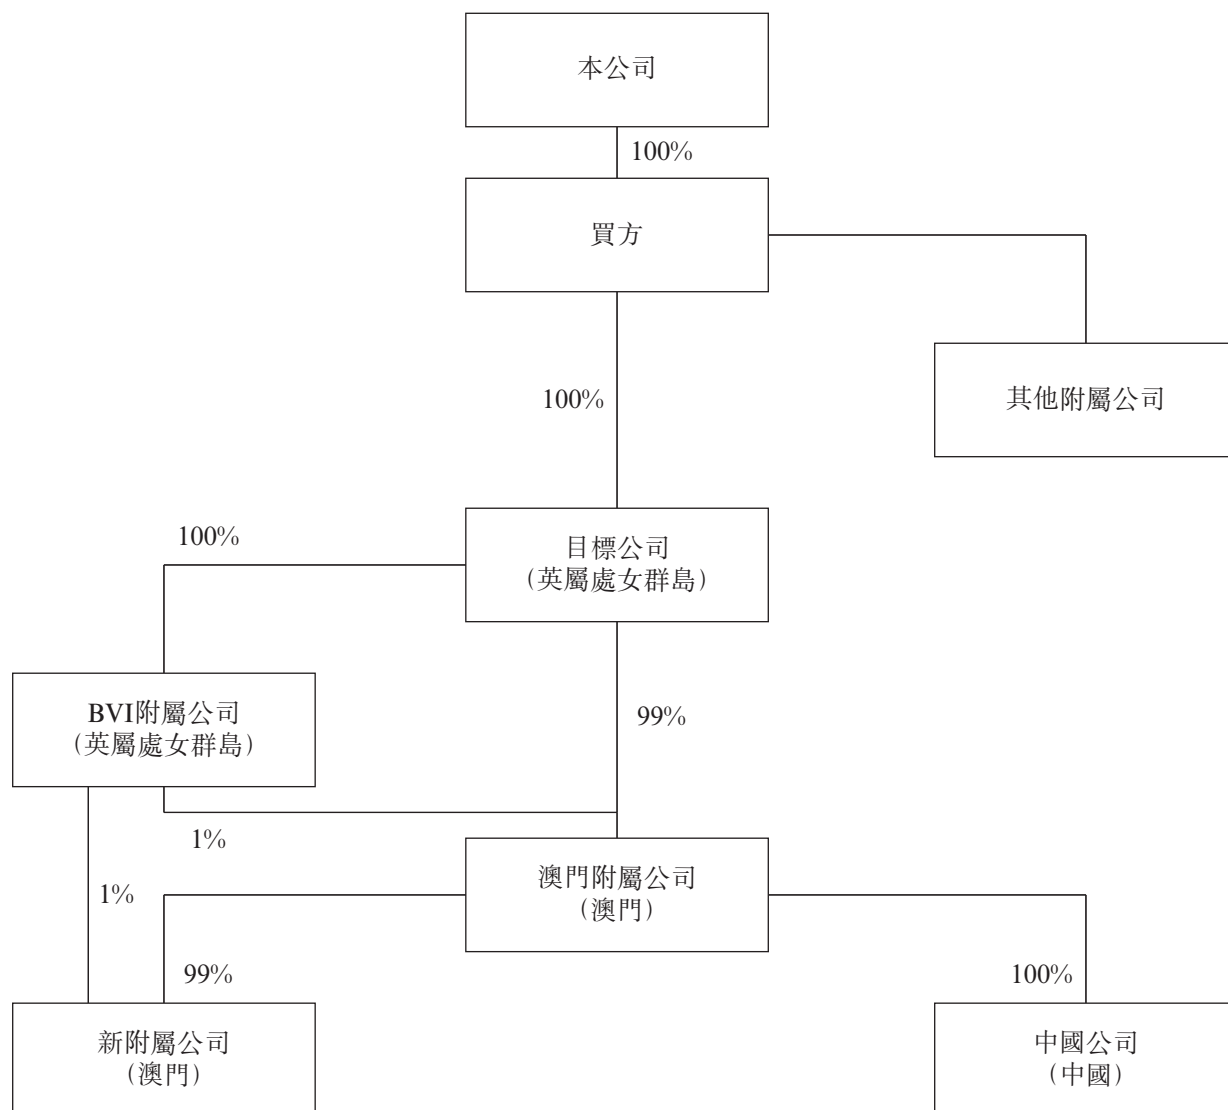 本公司
100%
買方
100%
其他附屬公司
100%
目標公司
（英屬處女群島）
BVI附屬公司
（英屬處女群島）
99%
1%
1%
澳門附屬公司
（澳門）
99%
100%
新附屬公司
（澳門）
中國公司
（中國）